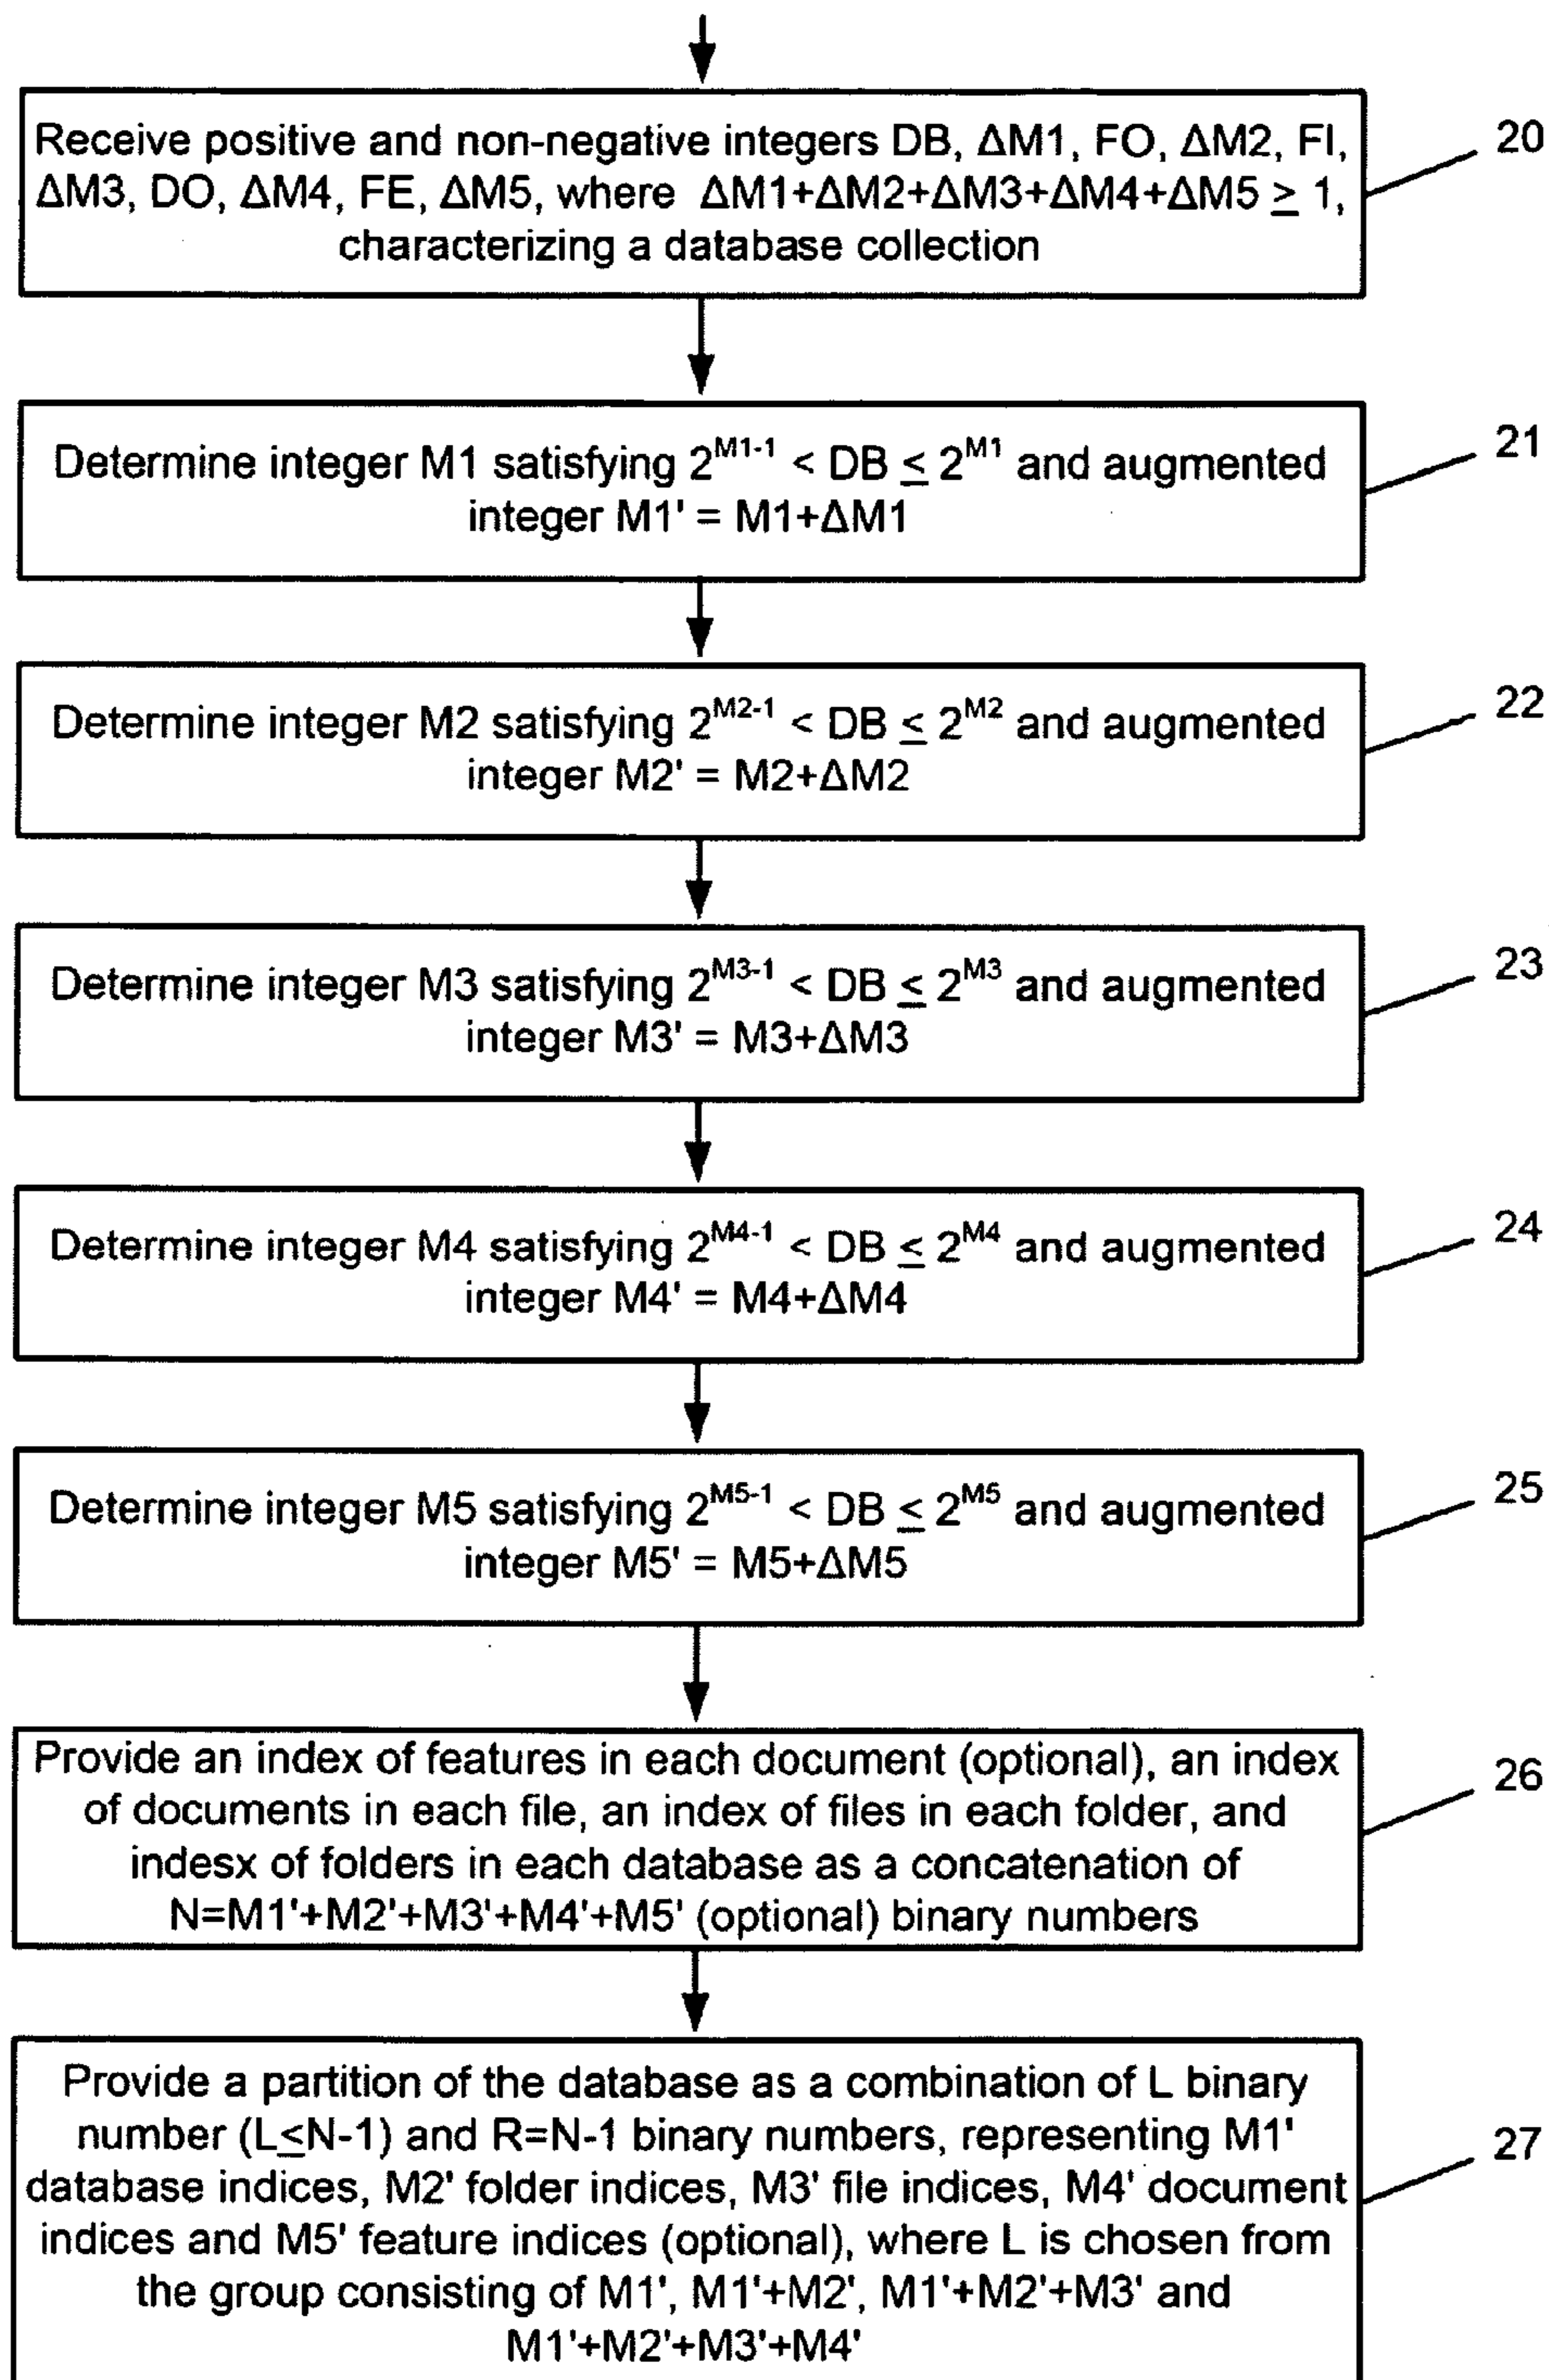 Receive positive and non-negative integers DB, ΔM1, FO, ΔM2, FI,
ΔM3, DO, ΔM4, FE, ΔM5, where ΔM1+ΔM2+ΔM3+ΔM4+ΔM5 ≥ 1,
characterizing a database collection
20
Determine integer M1 satisfying 2^M1-1 < DB ≤ 2^M1 and augmented
integer M1' = M1+ΔM1
21
Determine integer M2 satisfying 2^M2-1 < DB ≤ 2^M2 and augmented
integer M2' = M2+ΔM2
22
Determine integer M3 satisfying 2^M3-1 < DB ≤ 2^M3 and augmented
integer M3' = M3+ΔM3
23
Determine integer M4 satisfying 2^M4-1 < DB ≤ 2^M4 and augmented
integer M4' = M4+ΔM4
24
Determine integer M5 satisfying 2^M5-1 < DB ≤ 2^M5 and augmented
integer M5' = M5+ΔM5
25
Provide an index of features in each document (optional), an index
of documents in each file, an index of files in each folder, and
indesx of folders in each database as a concatenation of
N=M1'+M2'+M3'+M4'+M5' (optional) binary numbers
26
Provide a partition of the database as a combination of L binary
number (L≤N-1) and R=N-1 binary numbers, representing M1'
database indices, M2' folder indices, M3' file indices, M4' document
indices and M5' feature indices (optional), where L is chosen from
the group consisting of M1', M1'+M2', M1'+M2'+M3' and
M1'+M2'+M3'+M4'
27